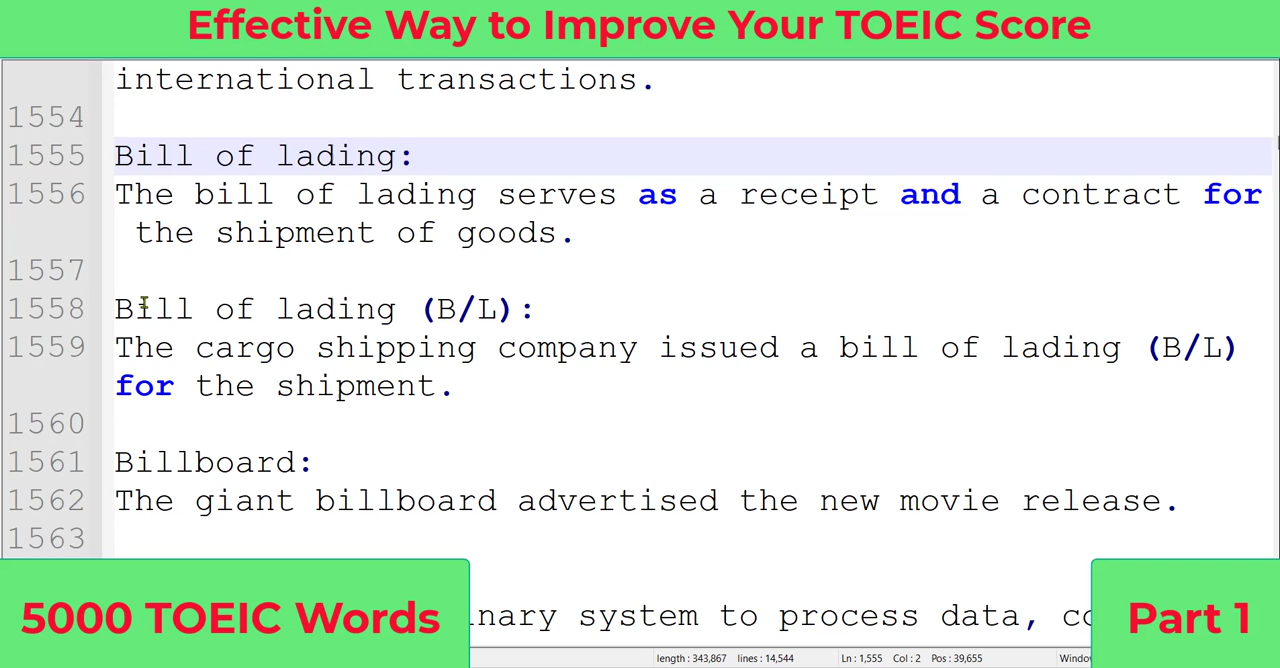 Effective Way to Improve Your TOEIC Score
international transactions.
1554
1555 Bill of lading:
1556 The bill of lading serves as a receipt and a contract for
the shipment of goods.
1557
1558 Bill of lading (B/L):
1559 The cargo shipping company issued a bill of lading (B/L)
for the shipment.
1560
1561 Billboard:
1562 The giant billboard advertised the new movie release.
1563
system to process data,
5000 TOEIC Words
Part 1
length : 343,867 lines : 14,544 Ln : 1,555 Col : 2 Pos : 39,655